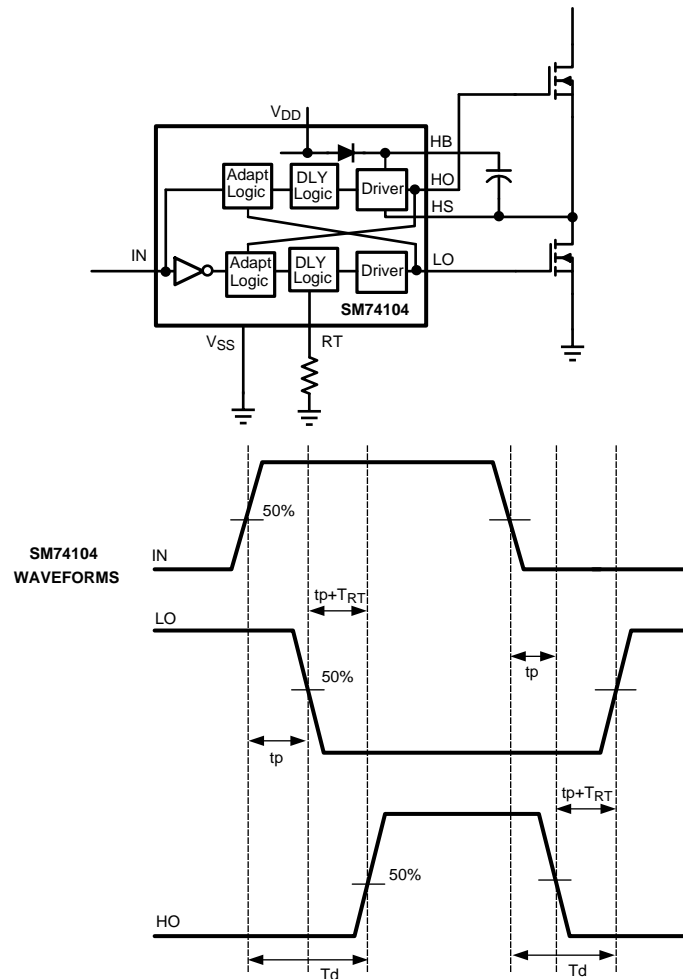 VDD
HB
Adapt
Logic
DLY
Logic
Driver
HO
HS
IN
Adapt
Logic
DLY
Logic
Driver
LO
SM74104
VSS
RT
50%
SM74104
WAVEFORMS
IN
tp+TRT
LO
50%
tp
tp
tp+TRT
50%
HO
Td
Td